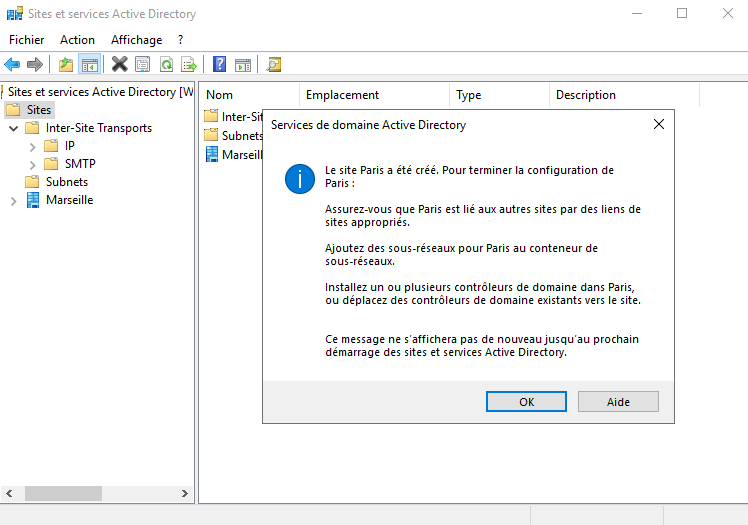 Sites et services Active Directory
Fichier Action Affichage ?
Sites et services Active Directory [W
Sites
Inter-Site Transports
IP
SMTP
Subnets
Marseille
Nom Emplacement Type Description
Inter-Sit
Subnets
Marseill
Services de domaine Active Directory
Le site Paris a été créé. Pour terminer la configuration de
Paris :
Assurez-vous que Paris est lié aux autres sites par des liens de
sites appropriés.
Ajoutez des sous-réseaux pour Paris au conteneur de
sous-réseaux.
Installez un ou plusieurs contrôleurs de domaine dans Paris,
ou déplacez des contrôleurs de domaine existants vers le site.
Ce message ne s'affichera pas de nouveau jusqu'au prochain
démarrage des sites et services Active Directory.
OK Aide